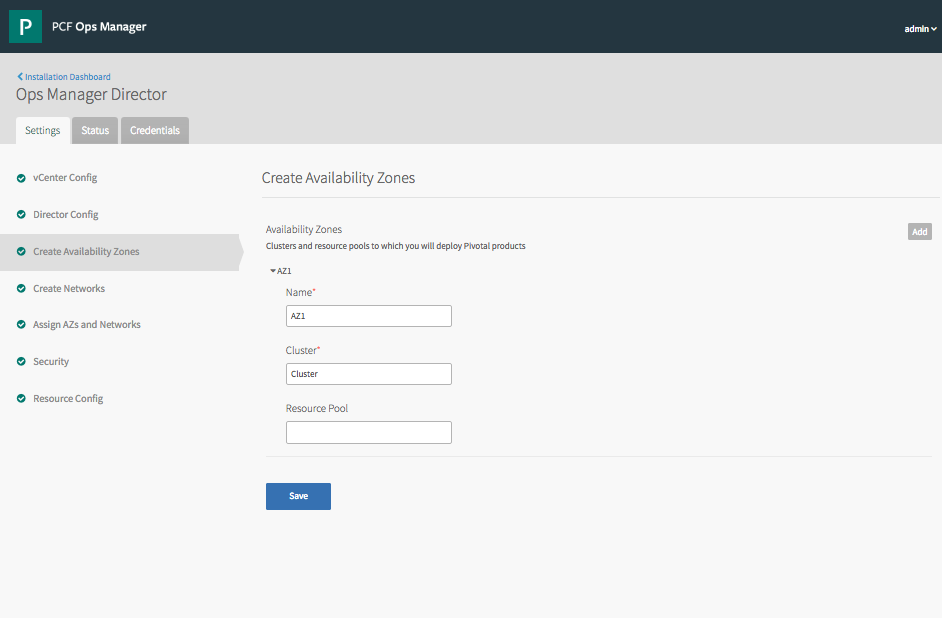 P PCF Ops Manager
admin
Installation Dashboard
Ops Manager Director
Settings Status Credentials
vCenter Config
Director Config
Create Availability Zones
Create Networks
Assign AZs and Networks
Security
Resource Config
Create Availability Zones
Availability Zones
Add
Clusters and resource pools to which you will deploy Pivotal products
AZ1
Name*
AZ1
Cluster*
Cluster
Resource Pool
Save